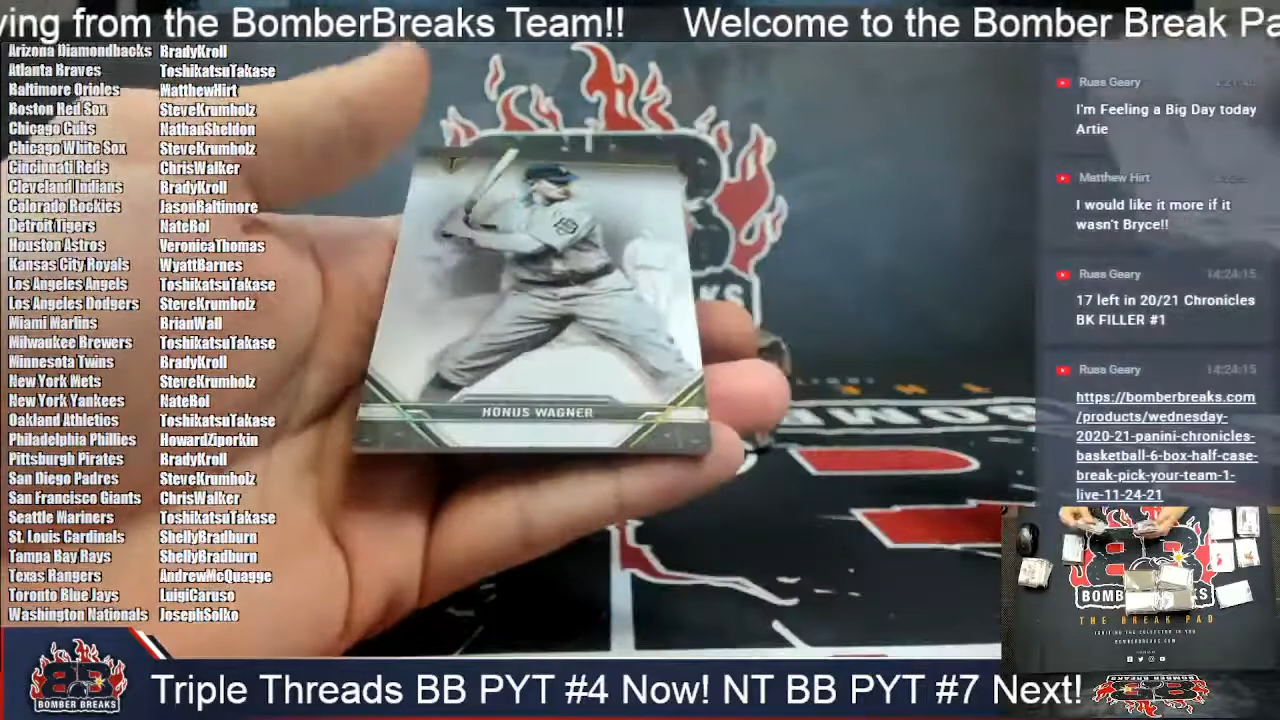 ving from the BomberBreaks Team!! Welcome to the Bomber Break Pa
Arizona Diamondbacks BradyKroll
Atlanta Braves ToshikatsuTakase
Baltimore Orioles MatthewHirt
Boston Red Sox SteveKrumholz
Chicago Cubs NathanSheldon
Chicago White Sox SteveKrumholz
Cincinnati Reds ChrisWalker
Cleveland Indians BradyKroll
Colorado Rockies JasonBaltimore
Detroit Tigers NateBol
Houston Astros VeronicaThomas
Kansas City Royals WyattBarnes
Los Angeles Angels ToshikatsuTakase
Los Angeles Dodgers SteveKrumholz
Miami Marlins BrianWall
Milwaukee Brewers ToshikatsuTakase
Minnesota Twins BradyKroll
New York Mets SteveKrumholz
New York Yankees NateBol
Oakland Athletics ToshikatsuTakase
Philadelphia Phillies HowardZiporkin
Pittsburgh Pirates BradyKroll
San Diego Padres SteveKrumholz
San Francisco Giants ChrisWalker
Seattle Mariners ToshikatsuTakase
St. Louis Cardinals ShellyBradburn
Tampa Bay Rays ShellyBradburn
Texas Rangers AndrewMcQuagge
Toronto Blue Jays LuigiCaruso
Washington Nationals JosephSolko
HONUS WAGNER
Russ Geary
I'm Feeling a Big Day today
Artie
Matthew Hirt
I would like it more if it
wasn't Bryce!!
Russ Geary 14:24:15
17 left in 20/21 Chronicles
BK FILLER #1
Russ Geary 14:24:15
https://bomberbreaks.com
/products/wednesday-
2020-21-panini-chronicles-
basketball-6-box-half-case-
break-pick-your-team-1-
live-11-24-21
THE BREAK PAD
BOMBER BREAKS
Triple Threads BB PYT #4 Now! NT BB PYT #7 Next!